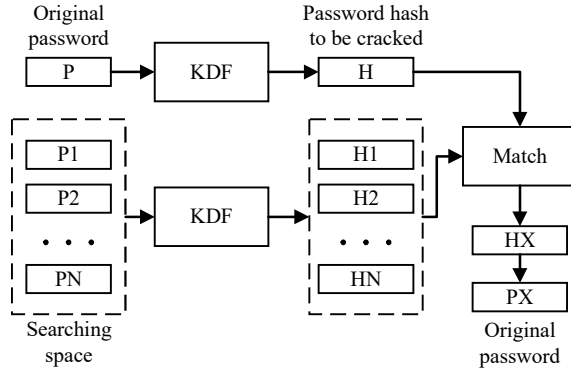 Original
password
Password hash
to be cracked
P
KDF
H
P1
P2
• • •
PN
Searching
space
KDF
H1
H2
• • •
HN
Match
HX
PX
Original
password